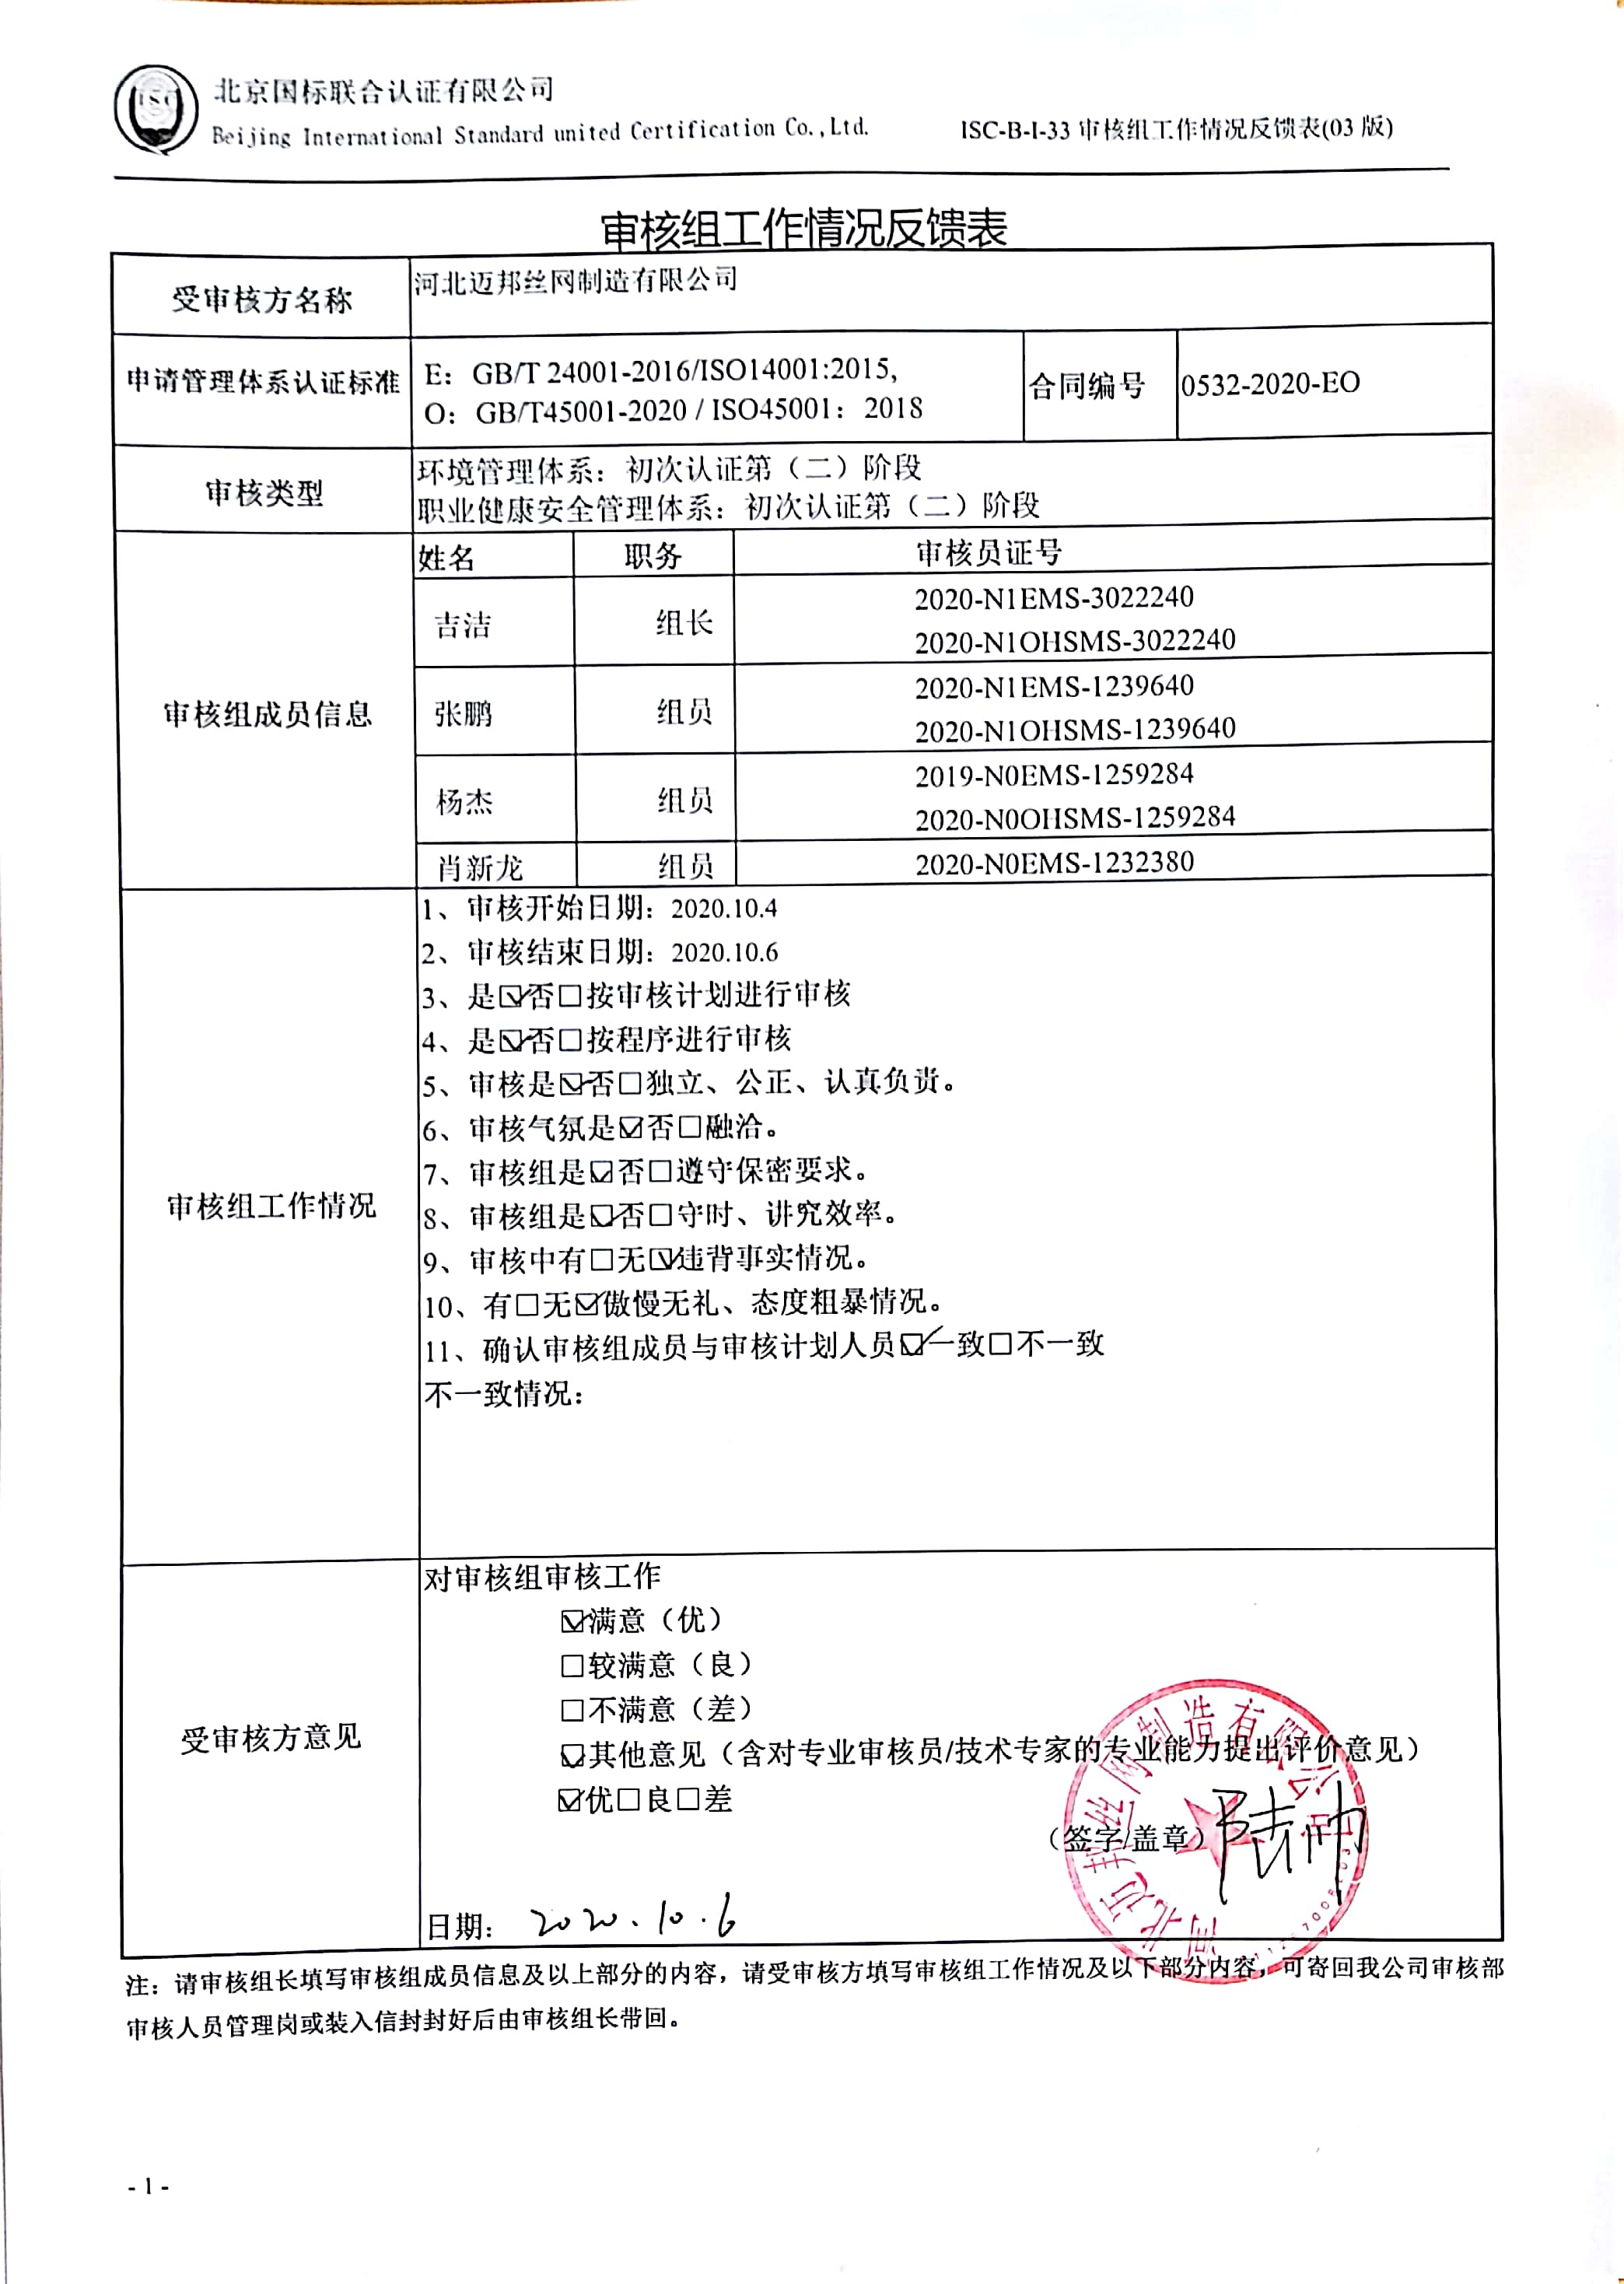 北京国标联合认证有限公司
Beijing International Standard united Certification Co.,Ltd.
ISC-B-I-33 审核组工作情况反馈表(03 版)
审核组工作情况反馈表
受审核方名称
河北迈邦丝网制造有限公司
申请管理体系认证标准
E：GB/T 24001-2016/ISO14001:2015,
O：GB/T45001-2020 / ISO45001：2018
合同编号
0532-2020-EO
审核类型
环境管理体系：初次认证第（二）阶段
职业健康安全管理体系：初次认证第（二）阶段
审核组成员信息
姓名 职务 审核员证号
吉洁 组长 2020-N1EMS-3022240
2020-N1OHSMS-3022240
张鹏 组员 2020-N1EMS-1239640
2020-N1OHSMS-1239640
杨杰 组员 2019-N0EMS-1259284
2020-N0OHSMS-1259284
肖新龙 组员 2020-N0EMS-1232380
审核组工作情况
1、审核开始日期：2020.10.4
2、审核结束日期：2020.10.6
3、是☑否□按审核计划进行审核
4、是☑否□按程序进行审核
5、审核是☑否□独立、公正、认真负责。
6、审核气氛是☑否□融洽。
7、审核组是☑否□遵守保密要求。
8、审核组是☑否□守时、讲究效率。
9、审核中有□无☑违背事实情况。
10、有□无☑傲慢无礼、态度粗暴情况。
11、确认审核组成员与审核计划人员☑一致□不一致
不一致情况：
受审核方意见
对审核组审核工作
☑满意（优）
□较满意（良）
□不满意（差）
☑其他意见（含对专业审核员/技术专家的专业能力提出评价意见）
☑优□良□差
（签字/盖章）陆帅
河北迈邦丝网制造有限公司
日期：2020.10.6
注：请审核组长填写审核组成员信息及以上部分的内容，请受审核方填写审核组工作情况及以下部分内容，可寄回我公司审核部
审核人员管理岗或装入信封封好后由审核组长带回。
- 1 -